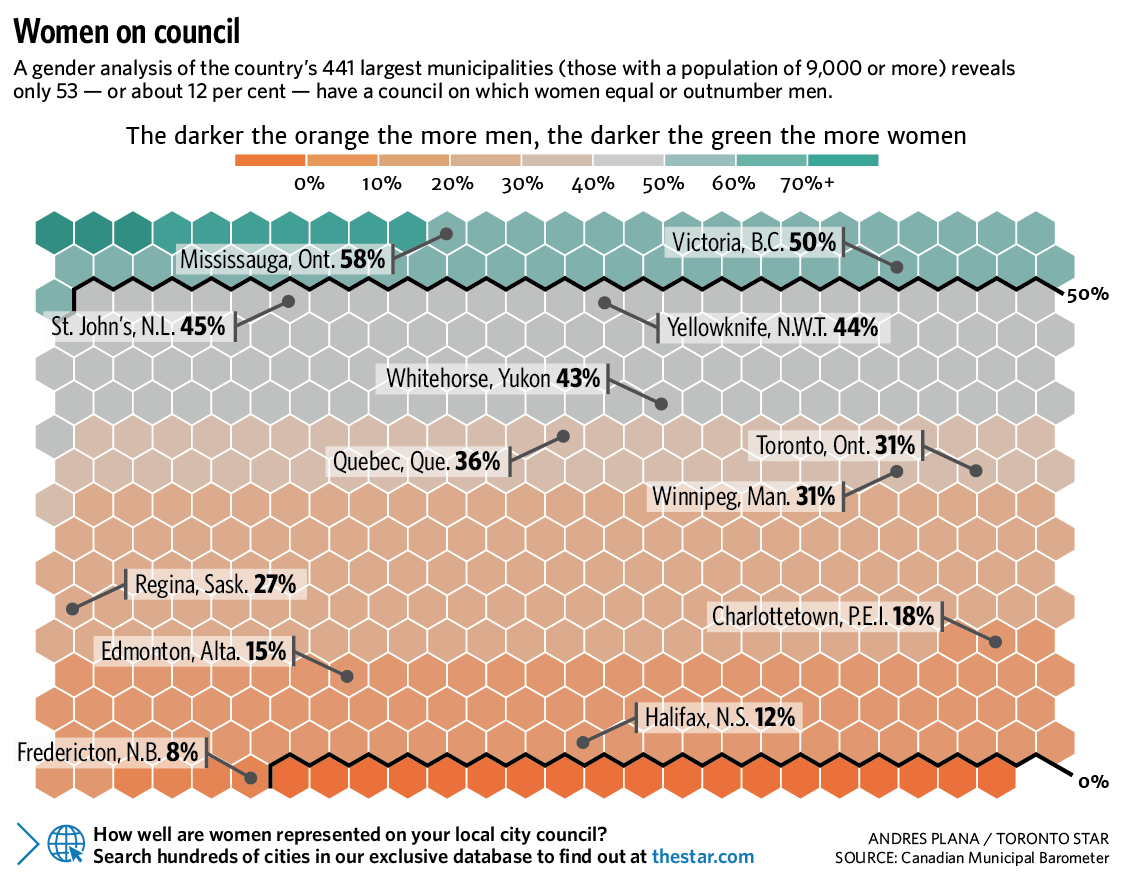 Women on council
A gender analysis of the country's 441 largest municipalities (those with a population of 9,000 or more) reveals
only 53 — or about 12 per cent — have a council on which women equal or outnumber men.
The darker the orange the more men, the darker the green the more women
0% 10% 20% 30% 40% 50% 60% 70%+
Victoria, B.C. 50%
Mississauga, Ont. 58%
50%
St. John's, N.L. 45%
Yellowknife, N.W.T. 44%
Whitehorse, Yukon 43%
Toronto, Ont. 31%
Quebec, Que. 36%
Winnipeg, Man. 31%
Regina, Sask. 27%
Charlottetown, P.E.I. 18%
Edmonton, Alta. 15%
Halifax, N.S. 12%
Fredericton, N.B. 8%
0%
How well are women represented on your local city council?
Search hundreds of cities in our exclusive database to find out at thestar.com
ANDRES PLANA / TORONTO STAR
SOURCE: Canadian Municipal Barometer